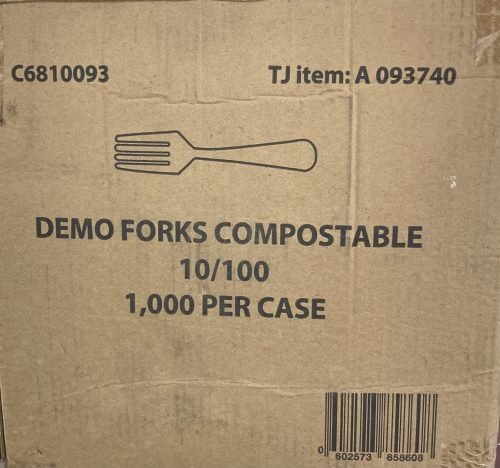 C6810093 TJ item: A 093740
DEMO FORKS COMPOSTABLE
10/100
1,000 PER CASE
0 602573 858608